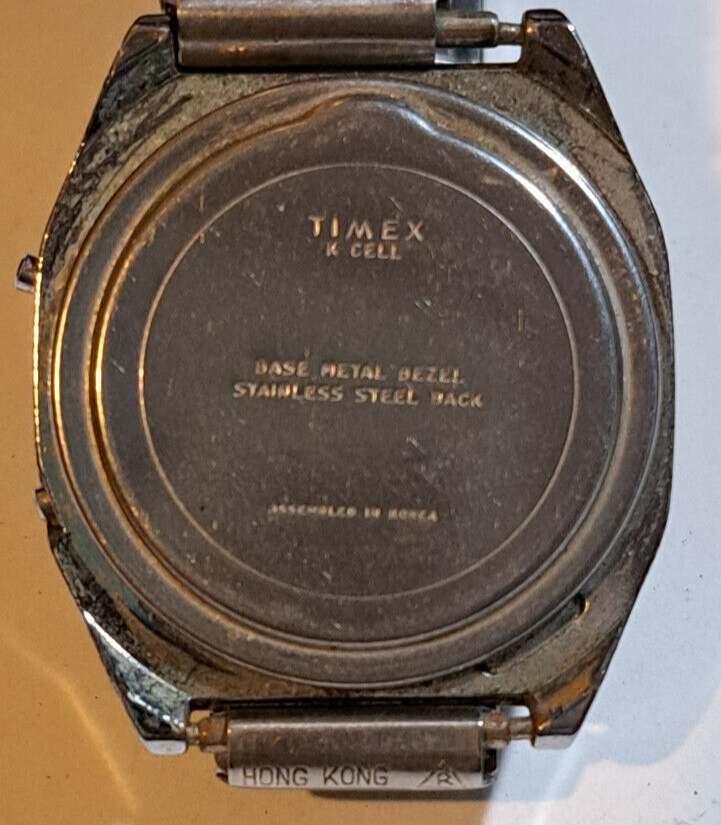 TIMEX
K CELL
BASE METAL BEZEL
STAINLESS STEEL BACK
ASSEMBLED IN KOREA
HONG KONG